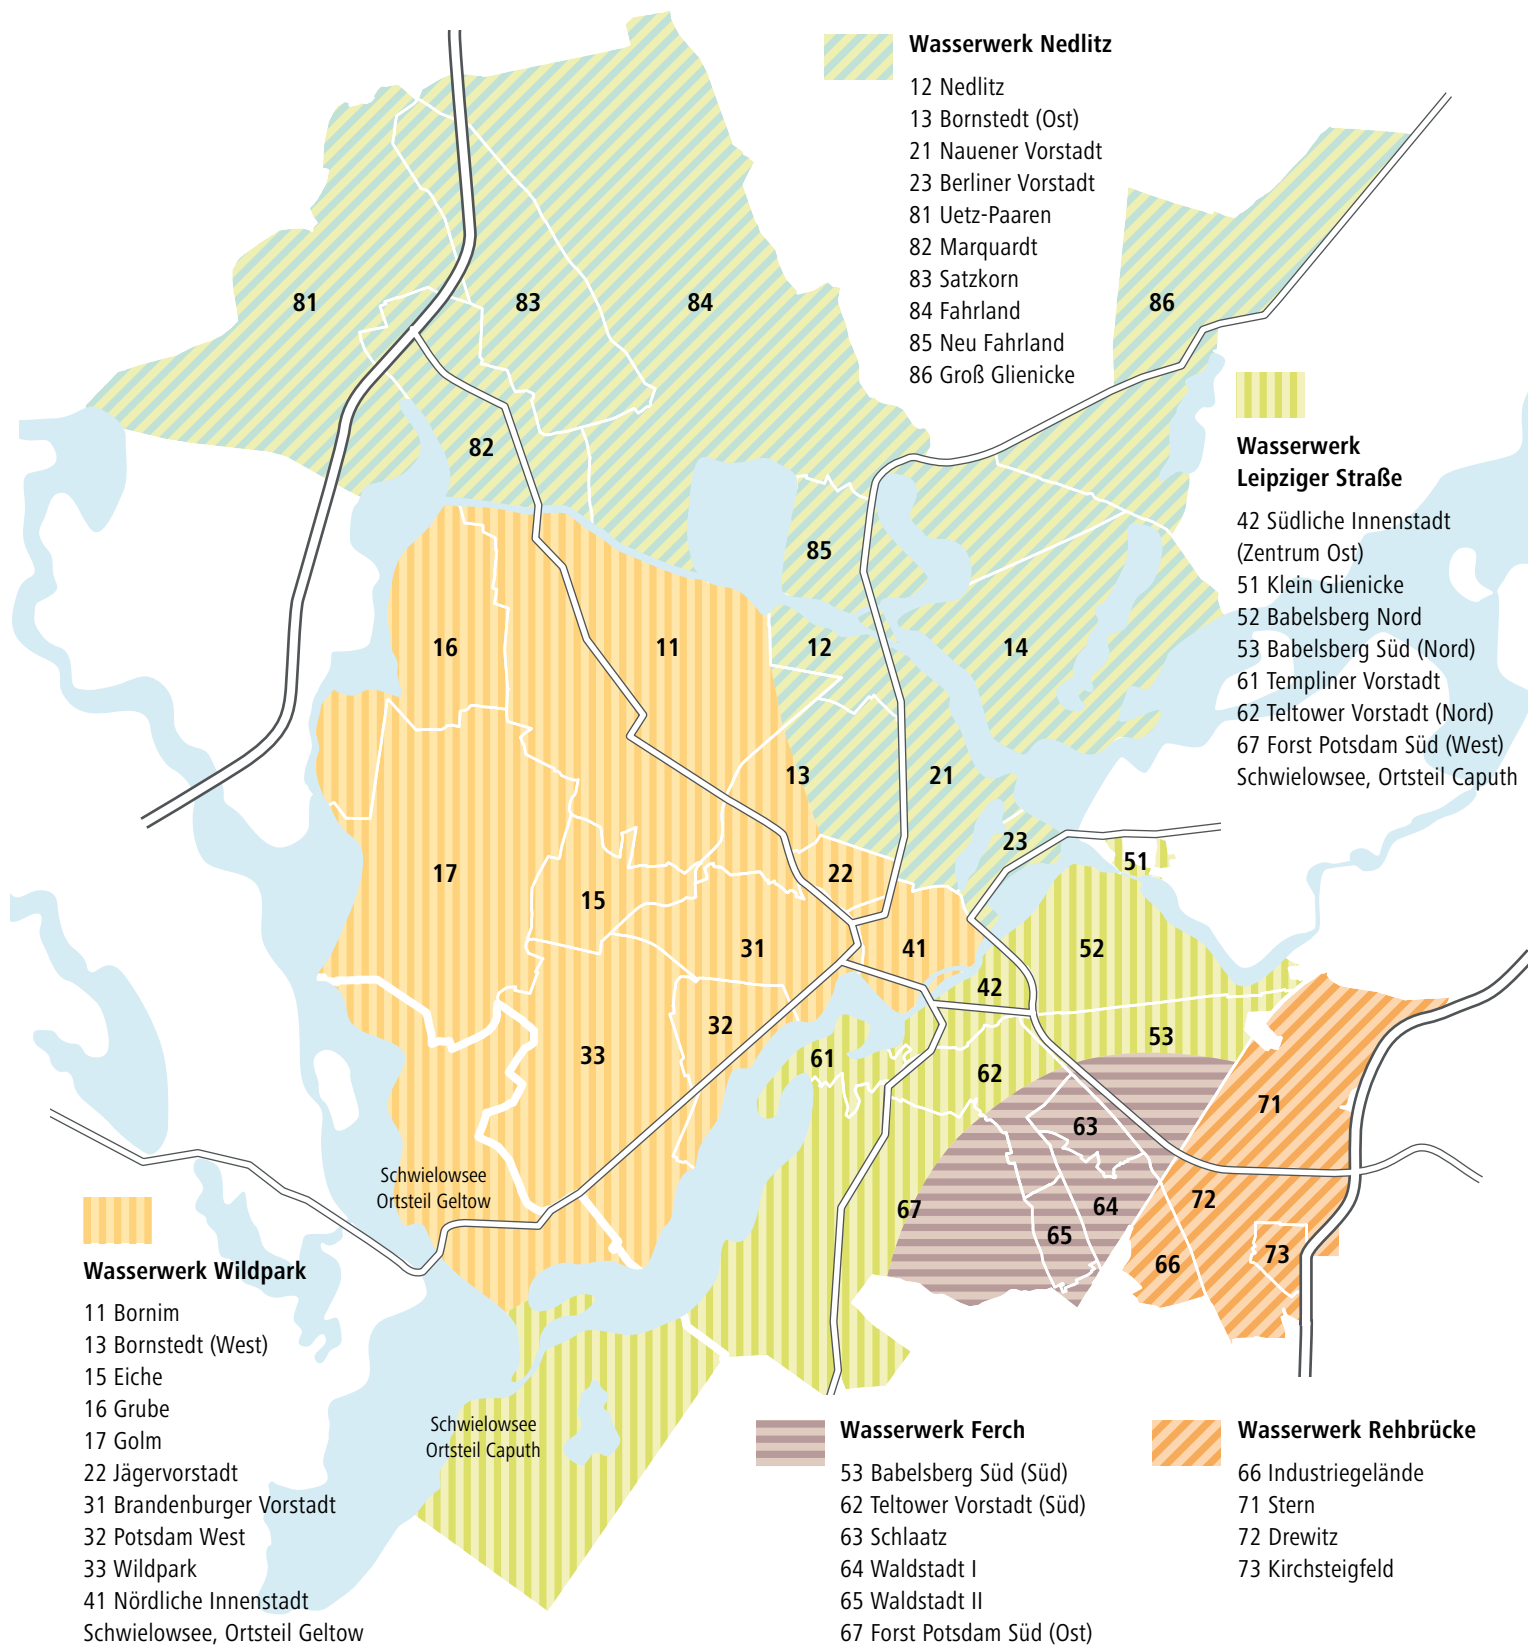 Wasserwerk Nedlitz
12 Nedlitz
13 Bornstedt (Ost)
21 Nauener Vorstadt
23 Berliner Vorstadt
81 Uetz-Paaren
82 Marquardt
83 Satzkorn
84 Fahrland
85 Neu Fahrland
86 Groß Glienicke
Wasserwerk
Leipziger Straße
42 Südliche Innenstadt
(Zentrum Ost)
51 Klein Glienicke
52 Babelsberg Nord
53 Babelsberg Süd (Nord)
61 Templiner Vorstadt
62 Teltower Vorstadt (Nord)
67 Forst Potsdam Süd (West)
Schwielowsee, Ortsteil Caputh
81
83
84
86
82
85
16
11
12
14
13
21
23
51
17
22
15
31
41
52
42
32
53
33
61
62
71
63
67
64
72
65
73
66
Schwielowsee
Ortsteil Geltow
Schwielowsee
Ortsteil Caputh
Wasserwerk Wildpark
11 Bornim
13 Bornstedt (West)
15 Eiche
16 Grube
17 Golm
22 Jägervorstadt
31 Brandenburger Vorstadt
32 Potsdam West
33 Wildpark
41 Nördliche Innenstadt
Schwielowsee, Ortsteil Geltow
Wasserwerk Ferch
53 Babelsberg Süd (Süd)
62 Teltower Vorstadt (Süd)
63 Schlaatz
64 Waldstadt I
65 Waldstadt II
67 Forst Potsdam Süd (Ost)
Wasserwerk Rehbrücke
66 Industriegelände
71 Stern
72 Drewitz
73 Kirchsteigfeld